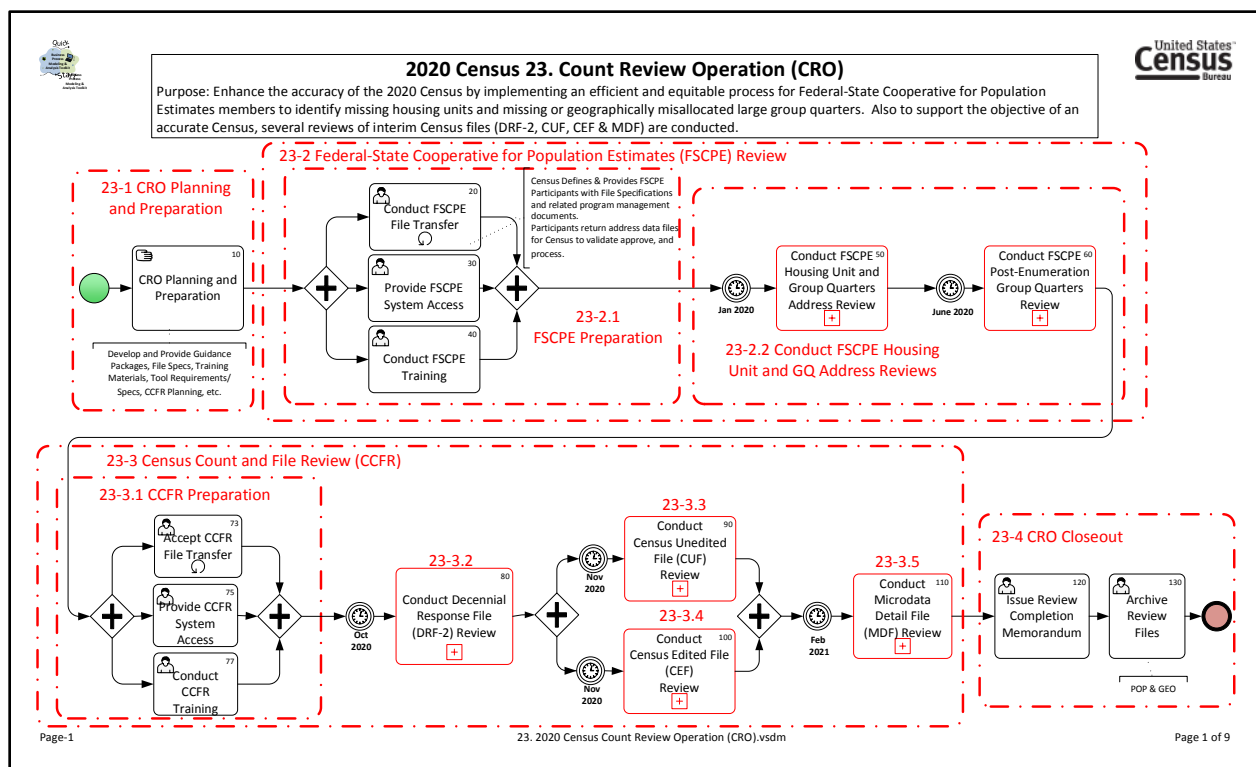 Quick
Business
Process
Modeling &
Analysis Toolkit
Start
Process
Modeling &
Analysis Toolkit
United States™
Census
Bureau
2020 Census 23. Count Review Operation (CRO)
Purpose: Enhance the accuracy of the 2020 Census by implementing an efficient and equitable process for Federal-State Cooperative for Population
Estimates members to identify missing housing units and missing or geographically misallocated large group quarters.  Also to support the objective of an
accurate Census, several reviews of interim Census files (DRF-2, CUF, CEF & MDF) are conducted.
23-2 Federal-State Cooperative for Population Estimates (FSCPE) Review
23-1 CRO Planning
and Preparation
10
CRO Planning and
Preparation
Develop and Provide Guidance
Packages, File Specs, Training
Materials, Tool Requirements/
Specs, CCFR Planning, etc.
20
Conduct FSCPE
File Transfer
Census Defines & Provides FSCPE
Participants with File Specifications
and related program management
documents.
Participants return address data files
for Census to validate approve, and
process.
30
Provide FSCPE
System Access
40
Conduct FSCPE
Training
23-2.1
FSCPE Preparation
Jan 2020
50
Conduct FSCPE
Housing Unit and
Group Quarters
Address Review
June 2020
60
Conduct FSCPE
Post-Enumeration
Group Quarters
Review
23-2.2 Conduct FSCPE Housing
Unit and GQ Address Reviews
23-3 Census Count and File Review (CCFR)
23-3.1 CCFR Preparation
73
Accept CCFR
File Transfer
75
Provide CCFR
System Access
77
Conduct CCFR
Training
Oct
2020
23-3.2
80
Conduct Decennial
Response File
(DRF-2) Review
Nov
2020
23-3.3
90
Conduct
Census Unedited
File (CUF)
Review
Nov
2020
23-3.4
100
Conduct
Census Edited File
(CEF)
Review
Feb
2021
23-3.5
110
Conduct
Microdata
Detail File
(MDF) Review
23-4 CRO Closeout
120
Issue Review
Completion
Memorandum
130
Archive
Review
Files
POP & GEO
Page-1
23. 2020 Census Count Review Operation (CRO).vsdm
Page 1 of 9